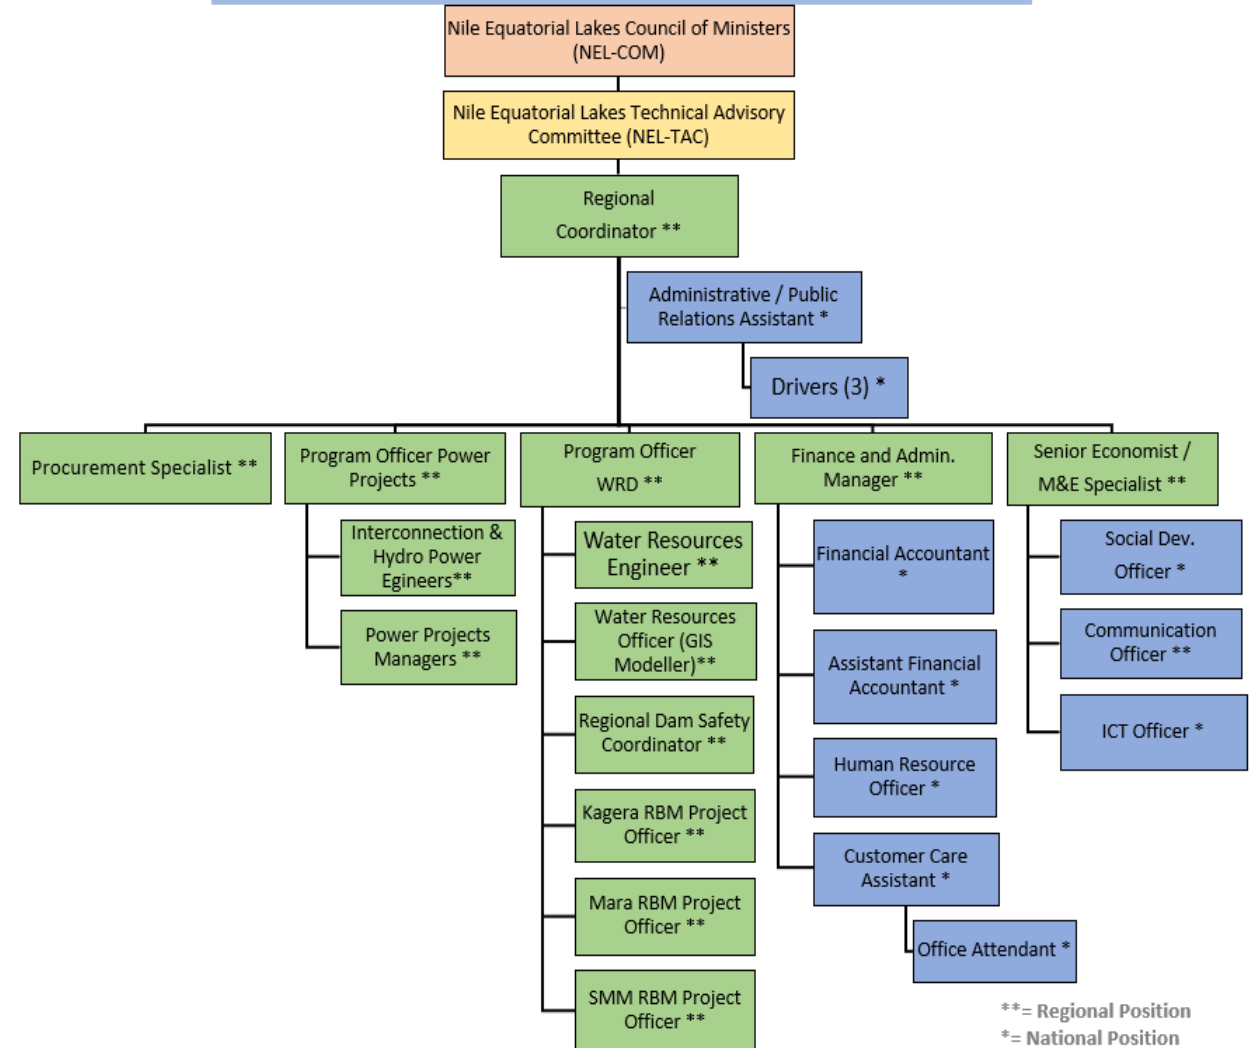 Nile Equatorial Lakes Council of Ministers
(NEL-COM)
Nile Equatorial Lakes Technical Advisory
Committee (NEL-TAC)
Regional
Coordinator **
Administrative / Public
Relations Assistant *
Drivers (3) *
Procurement Specialist **
Program Officer Power
Projects **
Interconnection &
Hydro Power
Egineers**
Power Projects
Managers **
Program Officer
WRD **
Water Resources
Engineer **
Water Resources
Officer (GIS
Modeller)**
Regional Dam Safety
Coordinator **
Kagera RBM Project
Officer **
Mara RBM Project
Officer **
SMM RBM Project
Officer **
Finance and Admin.
Manager **
Financial Accountant
*
Assistant Financial
Accountant *
Human Resource
Officer *
Customer Care
Assistant *
Office Attendant *
Senior Economist /
M&E Specialist **
Social Dev.
Officer *
Communication
Officer **
ICT Officer *
**= Regional Position
*= National Position